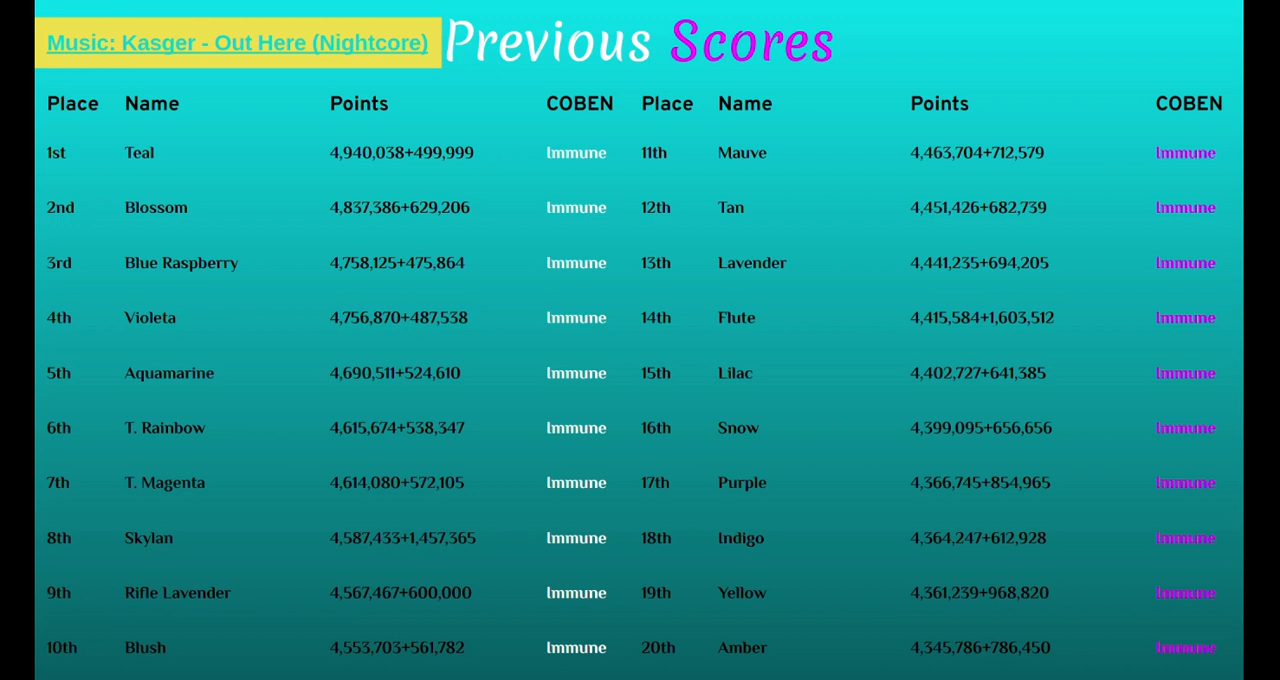 Music: Kasger - Out Here (Nightcore) Previous Scores
Place Name Points COBEN Place Name Points COBEN
1st Teal 4,940,038+499,999 Immune 11th Mauve 4,463,704+712,579 Immune
2nd Blossom 4,837,386+629,206 Immune 12th Tan 4,451,426+682,739 Immune
3rd Blue Raspberry 4,758,125+475,864 Immune 13th Lavender 4,441,235+694,205 Immune
4th Violeta 4,756,870+487,538 Immune 14th Flute 4,415,584+1,603,512 Immune
5th Aquamarine 4,690,511+524,610 Immune 15th Lilac 4,402,727+641,385 Immune
6th T. Rainbow 4,615,674+538,347 Immune 16th Snow 4,399,095+656,656 Immune
7th T. Magenta 4,614,080+572,105 Immune 17th Purple 4,366,745+854,965 Immune
8th Skylan 4,587,433+1,457,365 Immune 18th Indigo 4,364,247+612,928 Immune
9th Rifle Lavender 4,567,467+600,000 Immune 19th Yellow 4,361,239+968,820 Immune
10th Blush 4,553,703+561,782 Immune 20th Amber 4,345,786+786,450 Immune